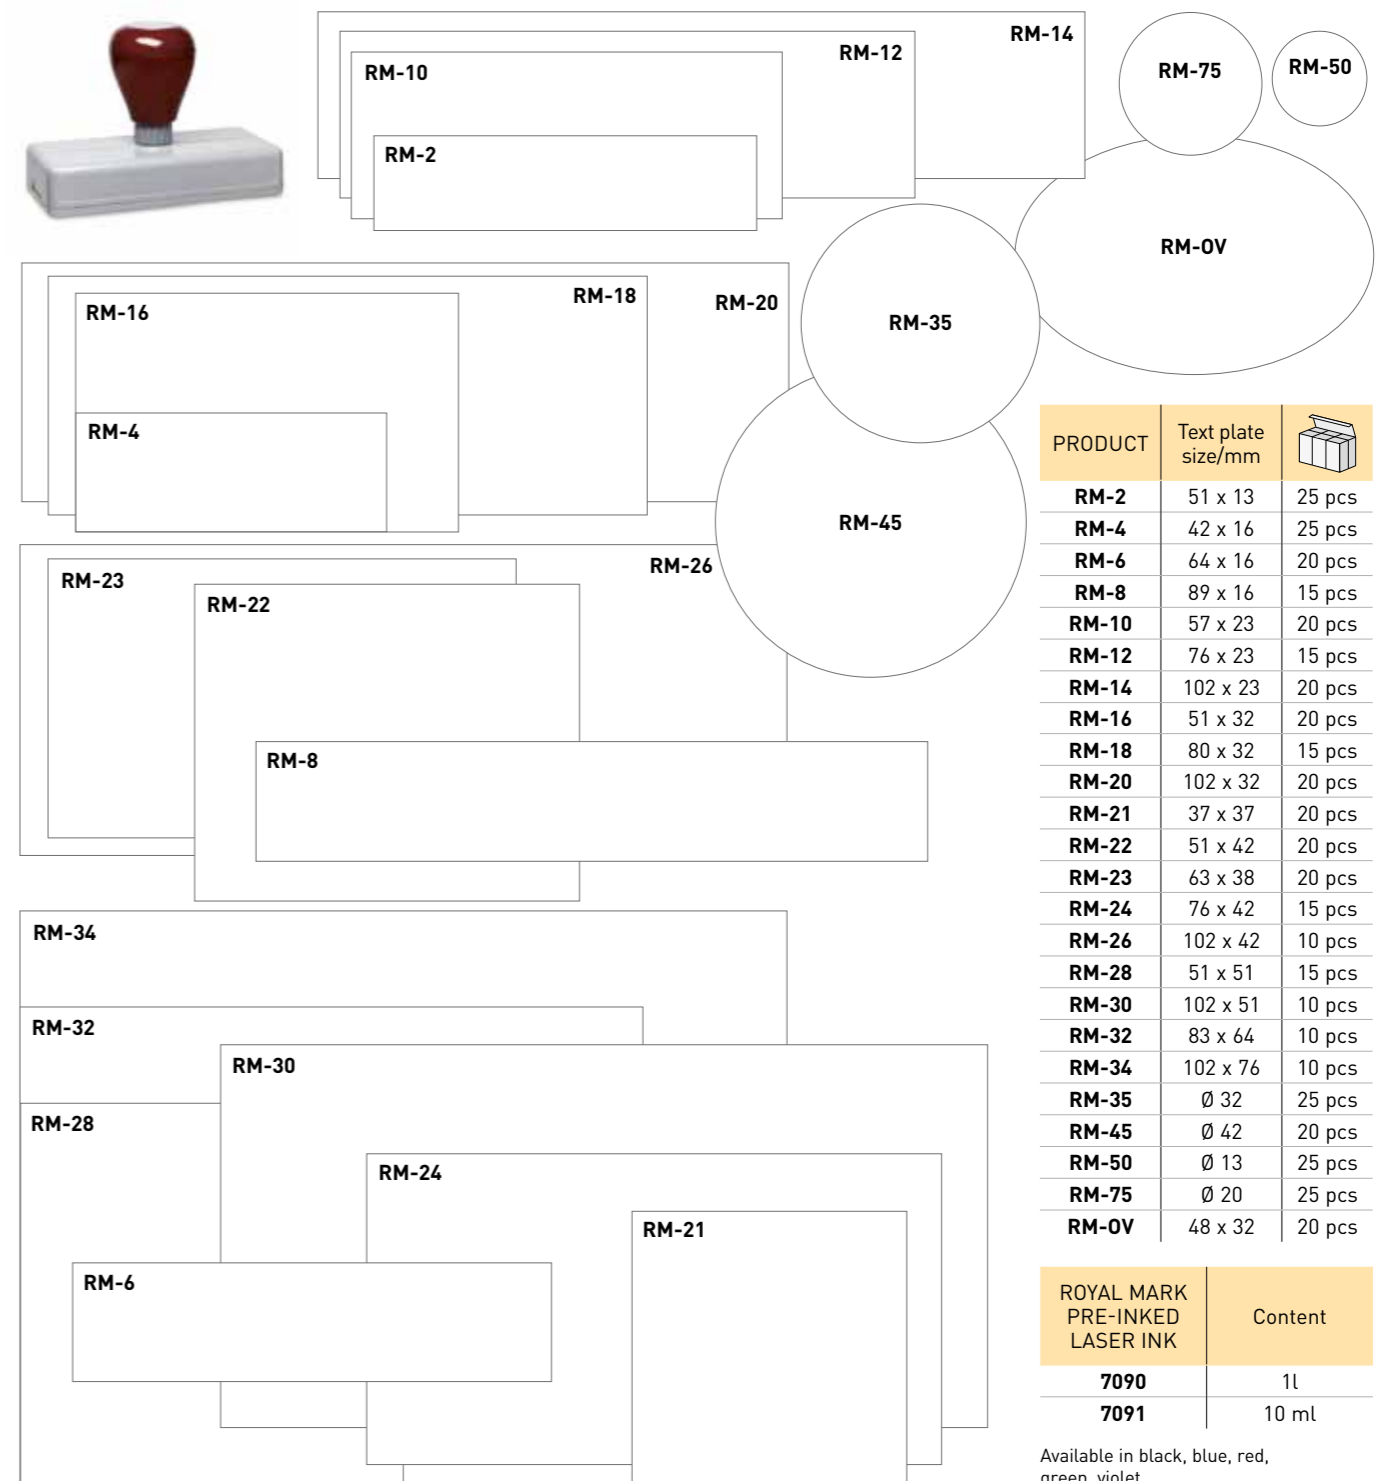 RM-14
RM-12
RM-10
RM-2
RM-75
RM-50
RM-OV
RM-18
RM-20
RM-16
RM-35
RM-4
RM-45
RM-26
RM-23
RM-22
RM-8
RM-34
RM-32
RM-30
RM-28
RM-24
RM-21
RM-6
PRODUCT Text plate size/mm
RM-2 51 x 13 25 pcs
RM-4 42 x 16 25 pcs
RM-6 64 x 16 20 pcs
RM-8 89 x 16 15 pcs
RM-10 57 x 23 20 pcs
RM-12 76 x 23 15 pcs
RM-14 102 x 23 20 pcs
RM-16 51 x 32 20 pcs
RM-18 80 x 32 15 pcs
RM-20 102 x 32 20 pcs
RM-21 37 x 37 20 pcs
RM-22 51 x 42 20 pcs
RM-23 63 x 38 20 pcs
RM-24 76 x 42 15 pcs
RM-26 102 x 42 10 pcs
RM-28 51 x 51 15 pcs
RM-30 102 x 51 10 pcs
RM-32 83 x 64 10 pcs
RM-34 102 x 76 10 pcs
RM-35 Ø 32 25 pcs
RM-45 Ø 42 20 pcs
RM-50 Ø 13 25 pcs
RM-75 Ø 20 25 pcs
RM-OV 48 x 32 20 pcs
ROYAL MARK
PRE-INKED
LASER INK
Content
7090 1l
7091 10 ml
Available in black, blue, red,
green, violet